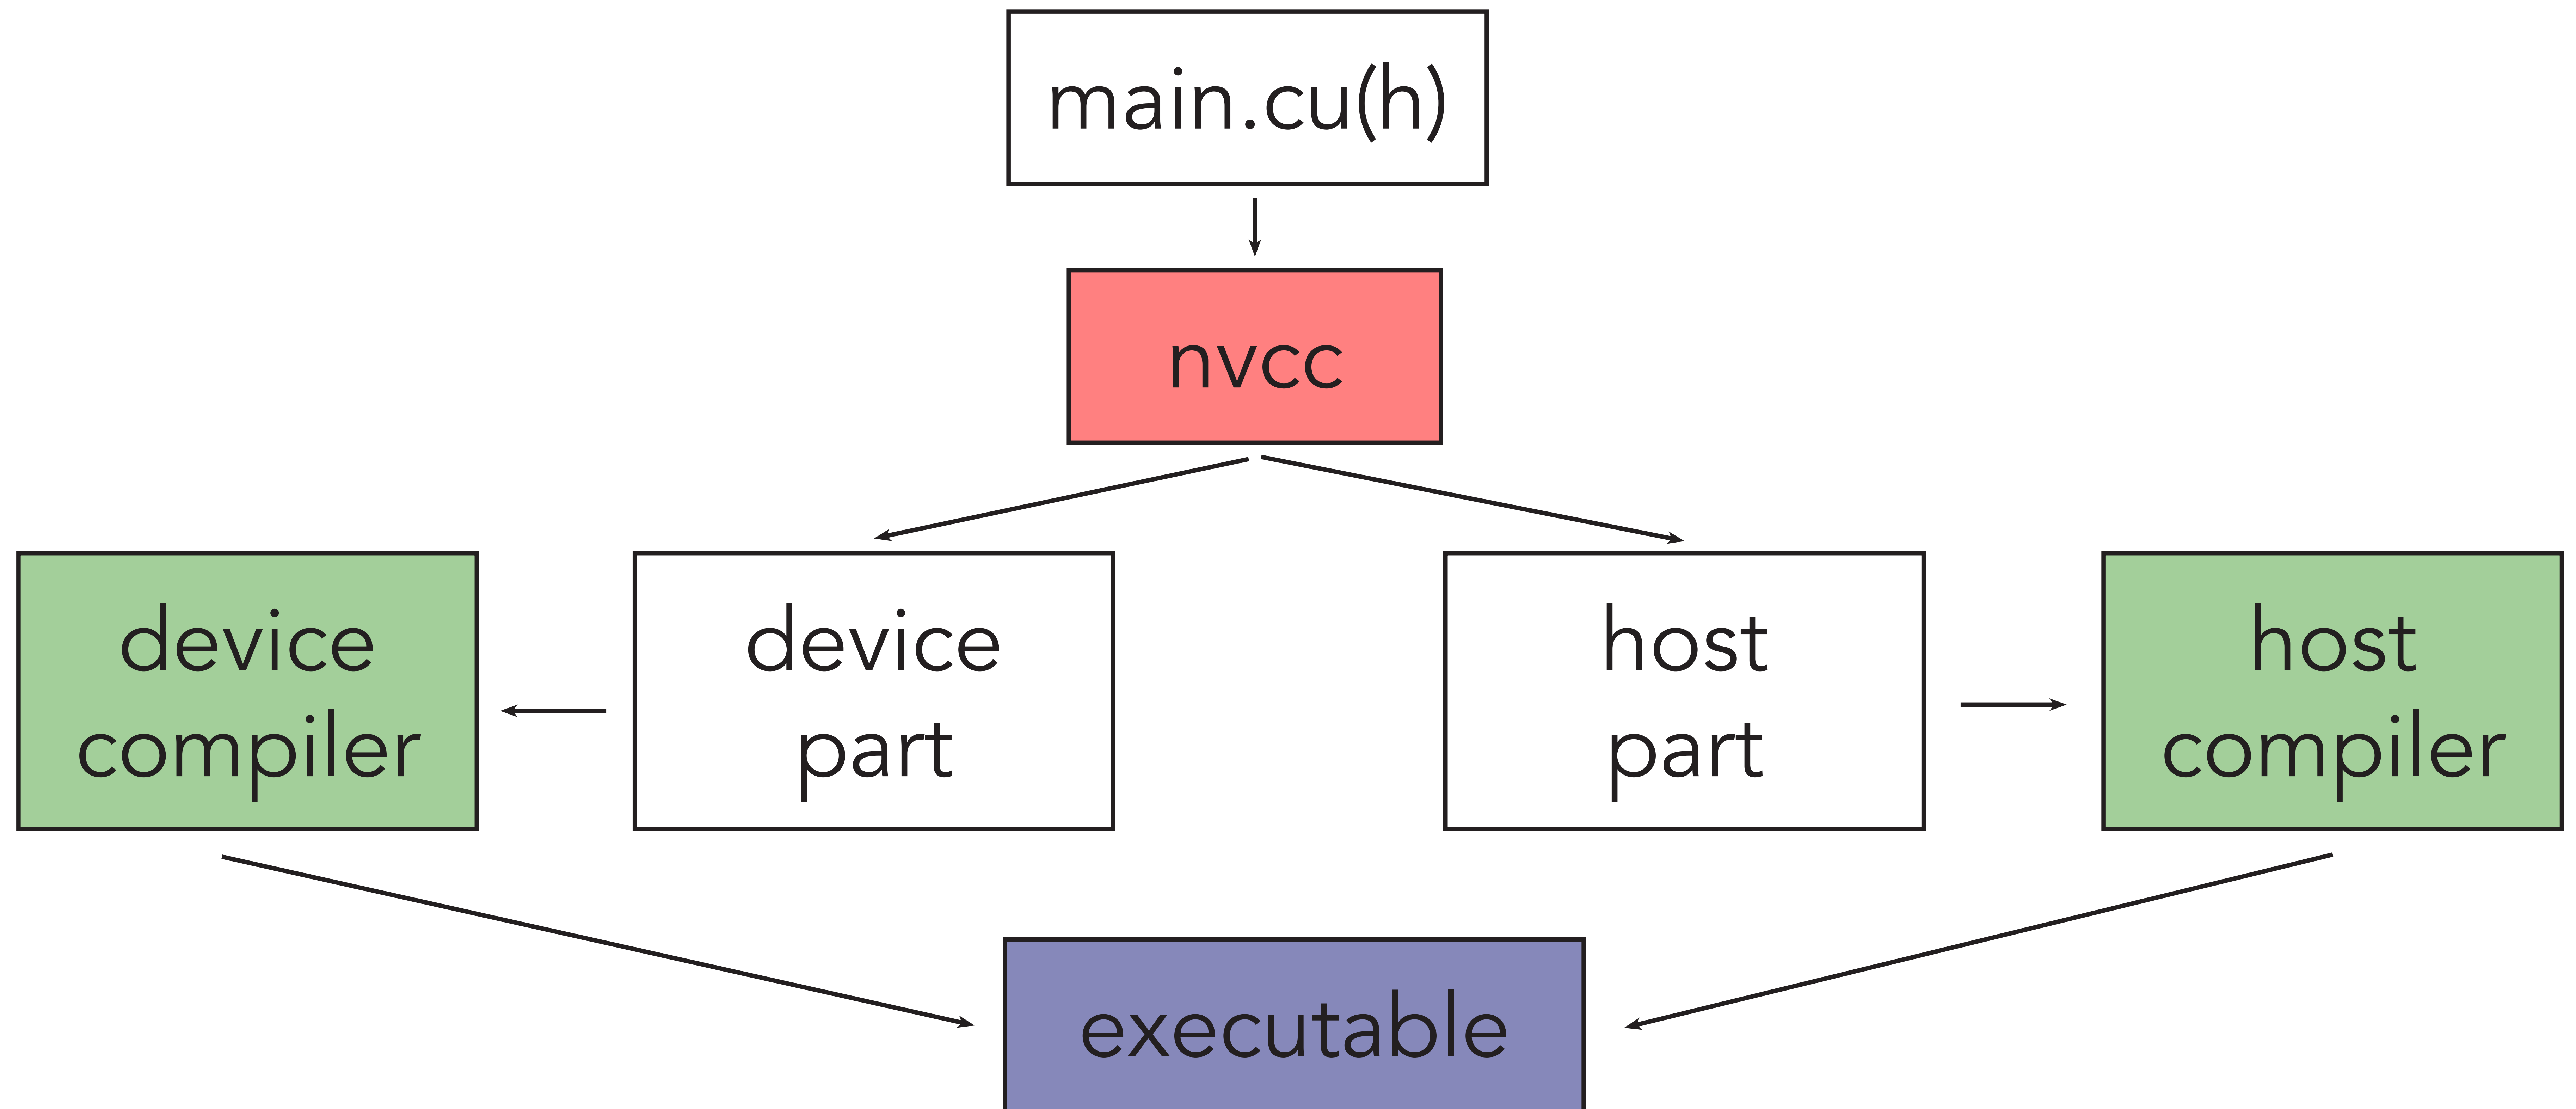 main.cu(h)
nvcc
device
compiler
device
part
host
part
host
compiler
executable